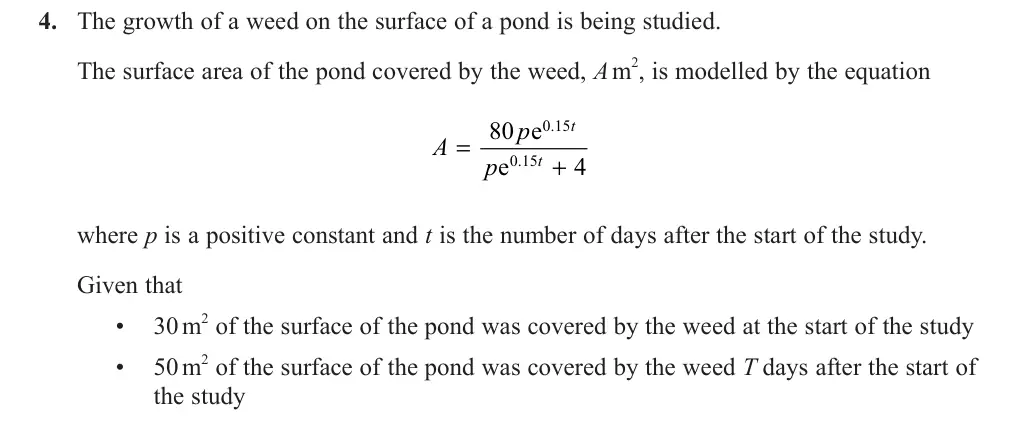 4. The growth of a weed on the surface of a pond is being studied.
The surface area of the pond covered by the weed, A m², is modelled by the equation
A = \frac{80pe^{0.15t}}{pe^{0.15t} + 4}
where p is a positive constant and t is the number of days after the start of the study.
Given that
• 30 m² of the surface of the pond was covered by the weed at the start of the study
• 50 m² of the surface of the pond was covered by the weed T days after the start of
the study